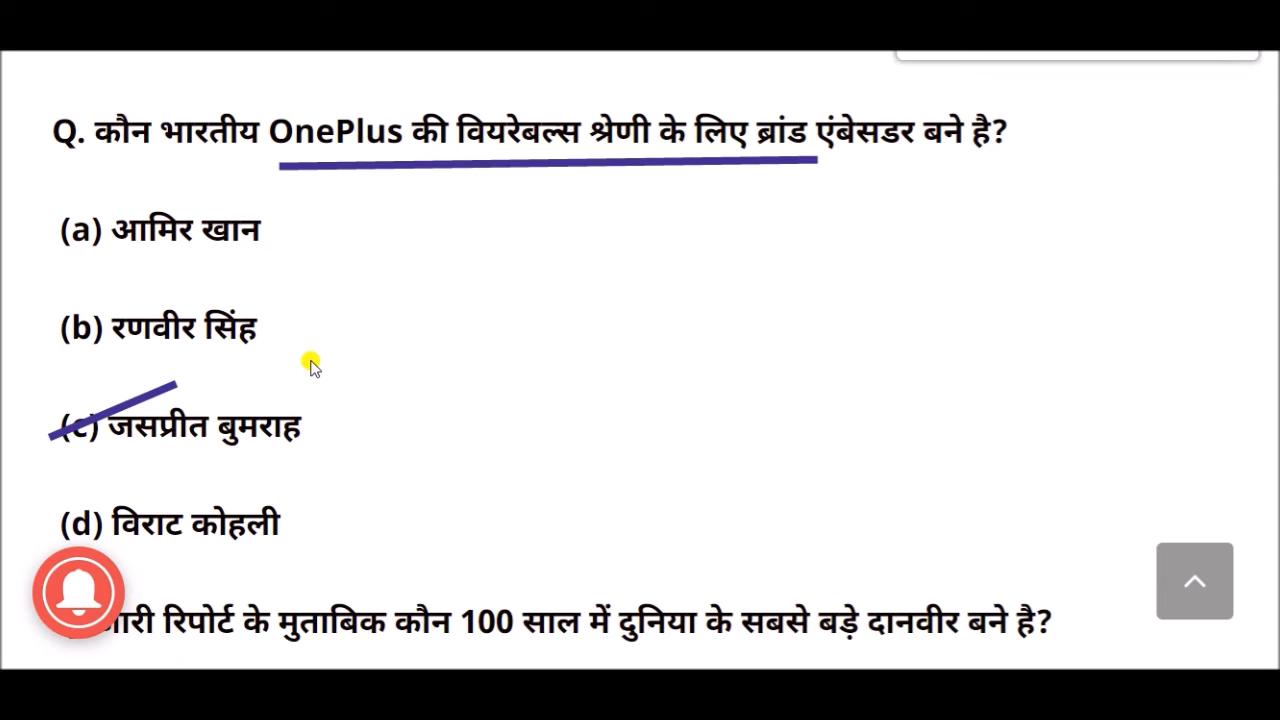 Q. कौन भारतीय OnePlus की वियरेबल्स श्रेणी के लिए ब्रांड एंबेसडर बने है?
(a) आमिर खान
(b) रणवीर सिंह
(c) जसप्रीत बुमराह
(d) विराट कोहली
रिपोर्ट के मुताबिक कौन 100 साल में दुनिया के सबसे बड़े दानवीर बने है?